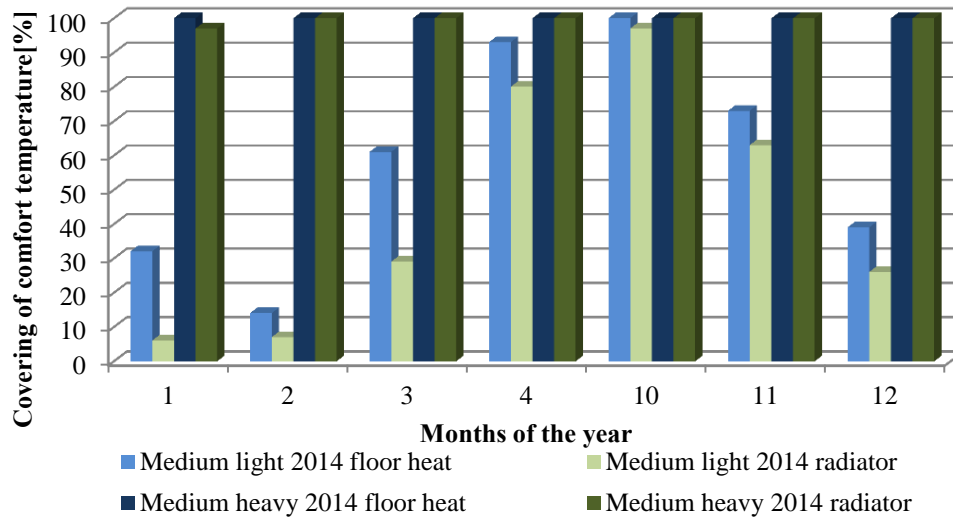 Covering of comfort temperature[%]
100
90
80
70
60
50
40
30
20
10
0
1 2 3 4 10 11 12
Months of the year
Medium light 2014 floor heat Medium light 2014 radiator
Medium heavy 2014 floor heat Medium heavy 2014 radiator